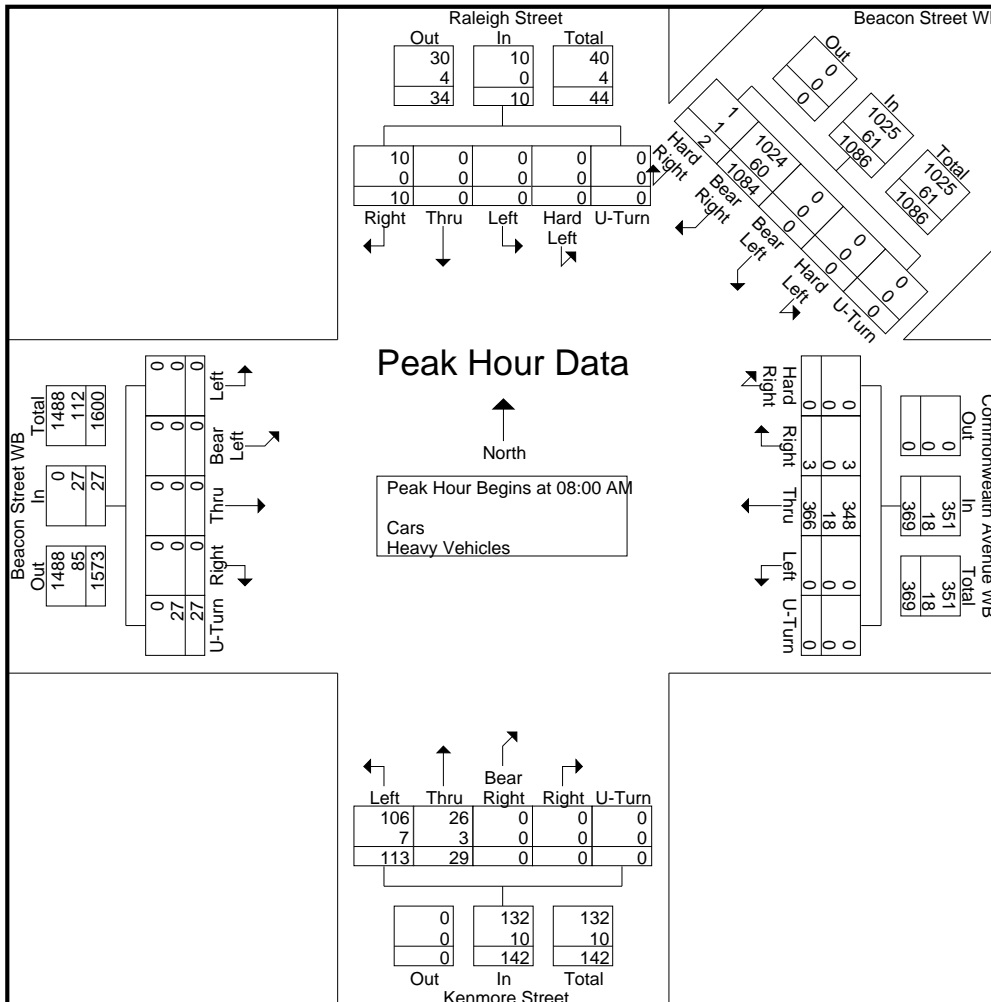 Raleigh Street
Out In Total
30 10 40
4 0 4
34 10 44
10 0 0 0 0
0 0 0 0 0
10 0 0 0 0
Right Thru Left Hard Left U-Turn
Beacon Street WB
Out
0
0
0
In
1025
61
1086
Total
1025
61
1086
1 1024 0 0 0
1 60 0 0 0
2 1084 0 0 0
Hard Right
Bear Right
Bear Left
Hard Left
U-Turn
Peak Hour Data
North
Peak Hour Begins at 08:00 AM
Cars
Heavy Vehicles
Beacon Street WB
Out In Total
1488 0 1488
85 27 112
1573 27 1600
0 0 0 0 0
27 0 0 0 0
27 0 0 0 0
U-Turn Right Thru Bear Left Left
Commonwealth Avenue WB
Out In Total
0 351 351
0 18 18
0 369 369
0 3 348 0 0
0 0 18 0 0
0 3 366 0 0
Hard Right
Right
Thru
Left
U-Turn
Left Thru Bear Right Right U-Turn
106 26 0 0 0
7 3 0 0 0
113 29 0 0 0
0 132 132
0 10 10
0 142 142
Out In Total
Kenmore Street